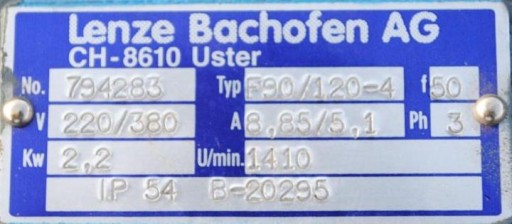 Lenze Bachofen AG
CH-8610 Uster
No. 794283 Typ F90/120-4 f 50
V 220/380 A 8,85/5,1 Ph 3
Kw 2,2 U/min. 1410
IP 54 B-20295